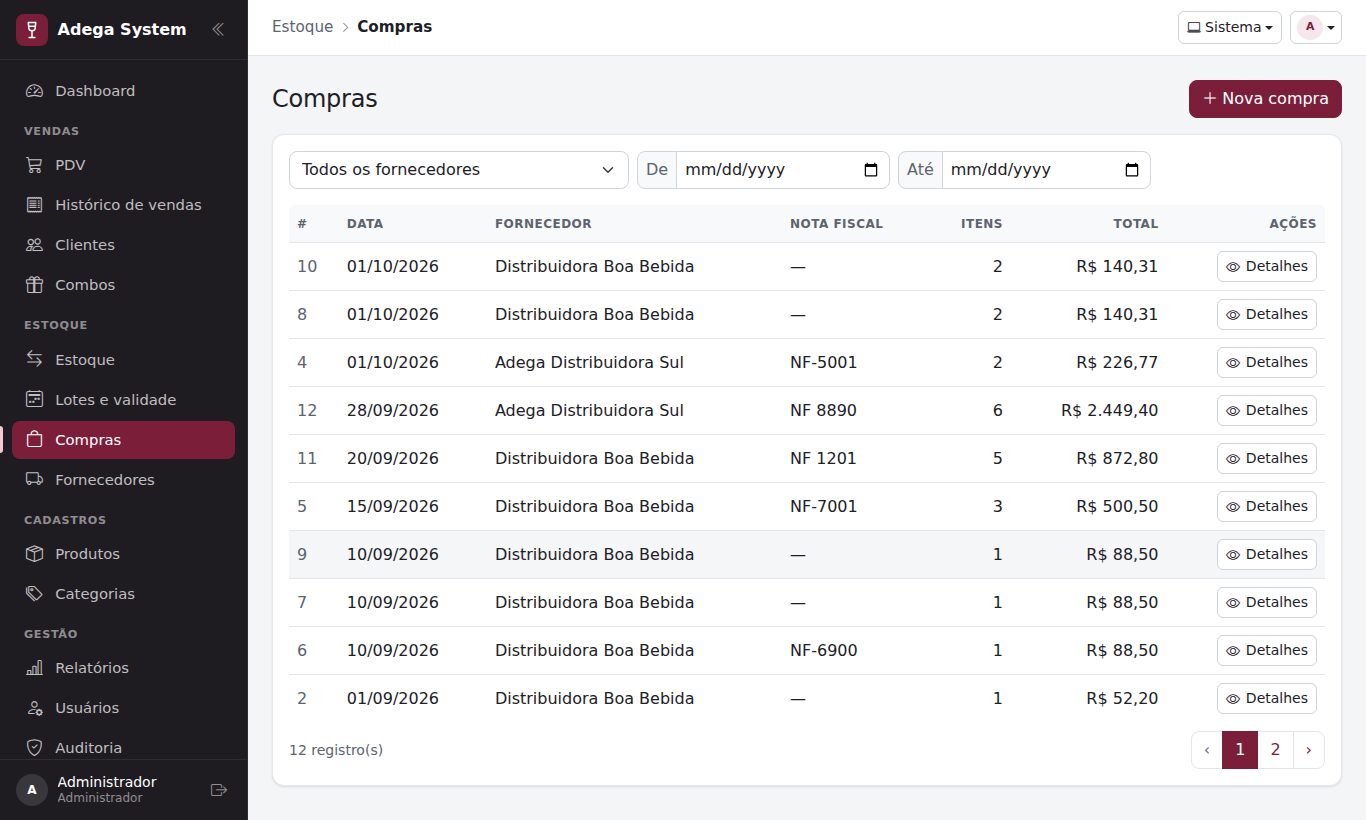 Adega System
Dashboard
VENDAS
PDV
Histórico de vendas
Clientes
Combos
ESTOQUE
Estoque
Lotes e validade
Compras
Fornecedores
CADASTROS
Produtos
Categorias
GESTÃO
Relatórios
Usuários
Auditoria
A
Administrador
Administrador
Estoque Compras
Sistema
A
Compras
Nova compra
Todos os fornecedores De mm/dd/yyyy Até mm/dd/yyyy
# DATA FORNECEDOR NOTA FISCAL ITENS TOTAL AÇÕES
10 01/10/2026 Distribuidora Boa Bebida — 2 R$ 140,31 Detalhes
8 01/10/2026 Distribuidora Boa Bebida — 2 R$ 140,31 Detalhes
4 01/10/2026 Adega Distribuidora Sul NF-5001 2 R$ 226,77 Detalhes
12 28/09/2026 Adega Distribuidora Sul NF 8890 6 R$ 2.449,40 Detalhes
11 20/09/2026 Distribuidora Boa Bebida NF 1201 5 R$ 872,80 Detalhes
5 15/09/2026 Distribuidora Boa Bebida NF-7001 3 R$ 500,50 Detalhes
9 10/09/2026 Distribuidora Boa Bebida — 1 R$ 88,50 Detalhes
7 10/09/2026 Distribuidora Boa Bebida — 1 R$ 88,50 Detalhes
6 10/09/2026 Distribuidora Boa Bebida NF-6900 1 R$ 88,50 Detalhes
2 01/09/2026 Distribuidora Boa Bebida — 1 R$ 52,20 Detalhes
12 registro(s) ‹ 1 2 ›